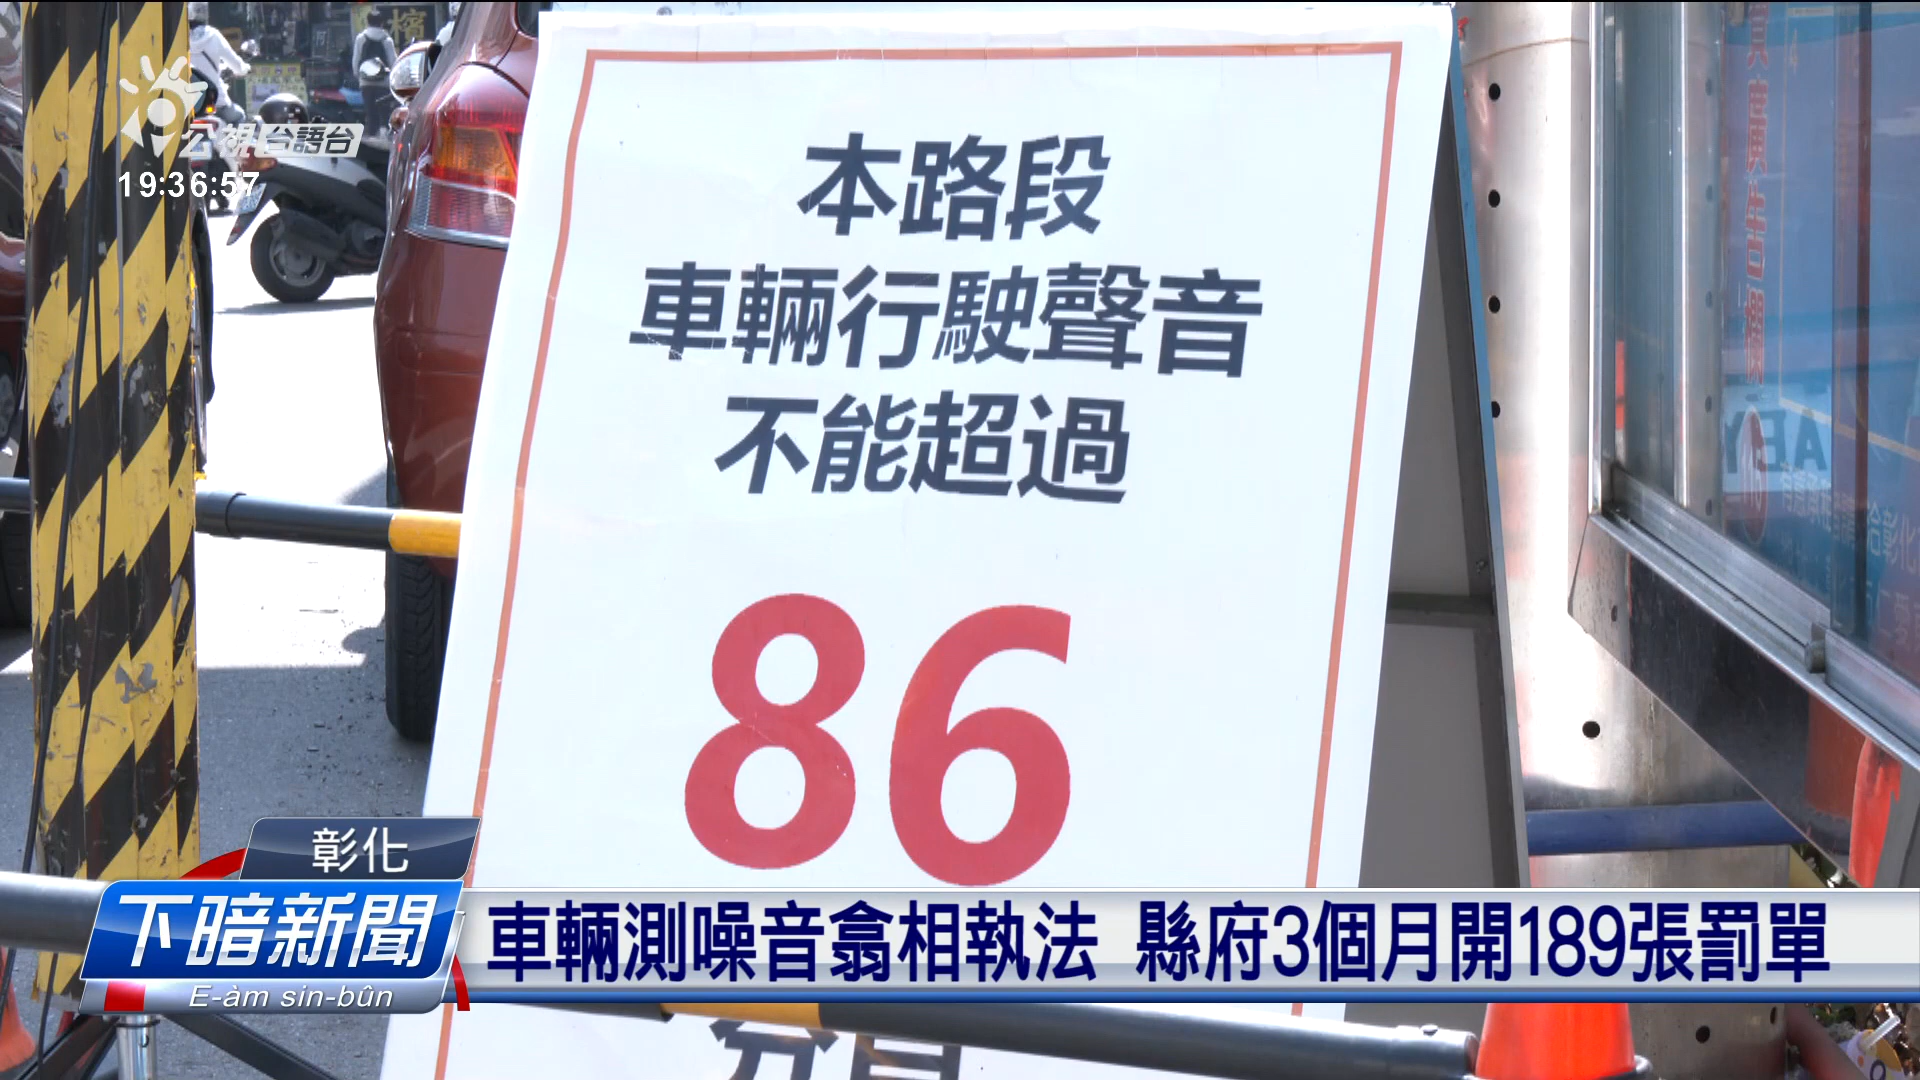 公視台語台
19:36:57
本路段
車輛行駛聲音
不能超過
86
分貝
彰化
下暗新聞
E-àm sin-bûn
車輛測噪音翕相執法 縣府3個月開189張罰單